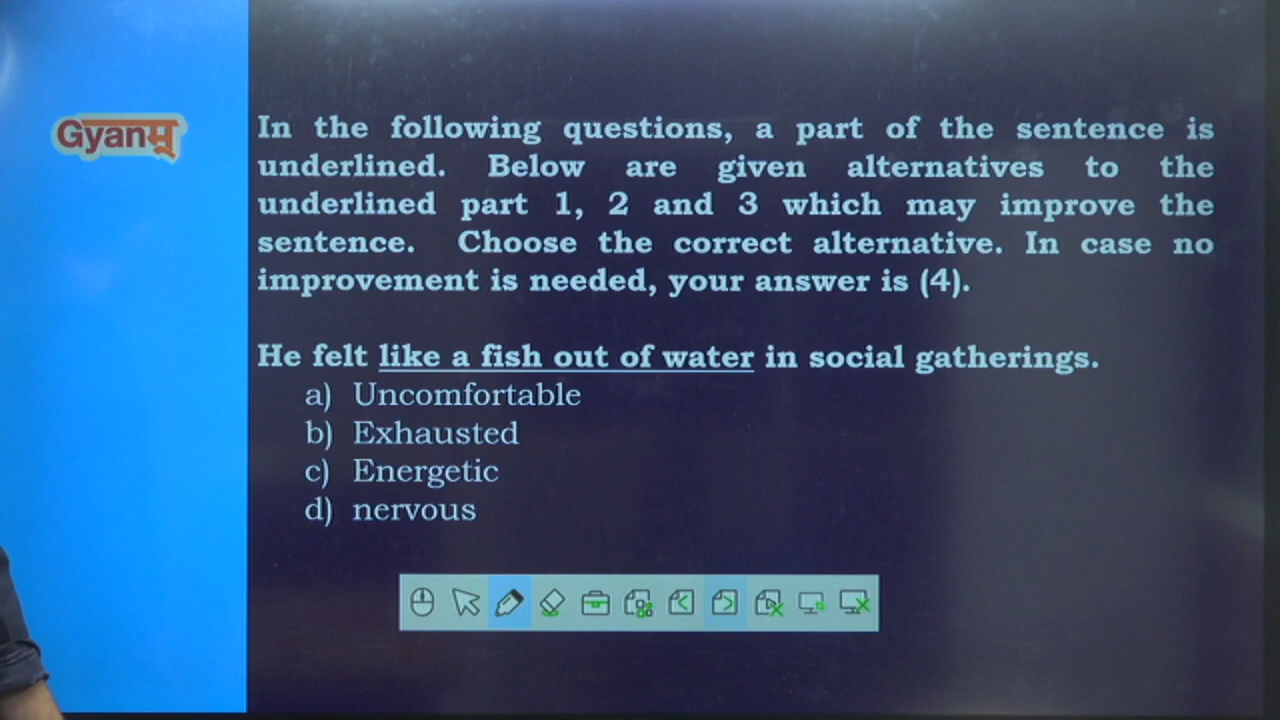 Gyanम्
In the following questions, a part of the sentence is
underlined. Below are given alternatives to the
underlined part 1, 2 and 3 which may improve the
sentence. Choose the correct alternative. In case no
improvement is needed, your answer is (4).
He felt like a fish out of water in social gatherings.
a) Uncomfortable
b) Exhausted
c) Energetic
d) nervous